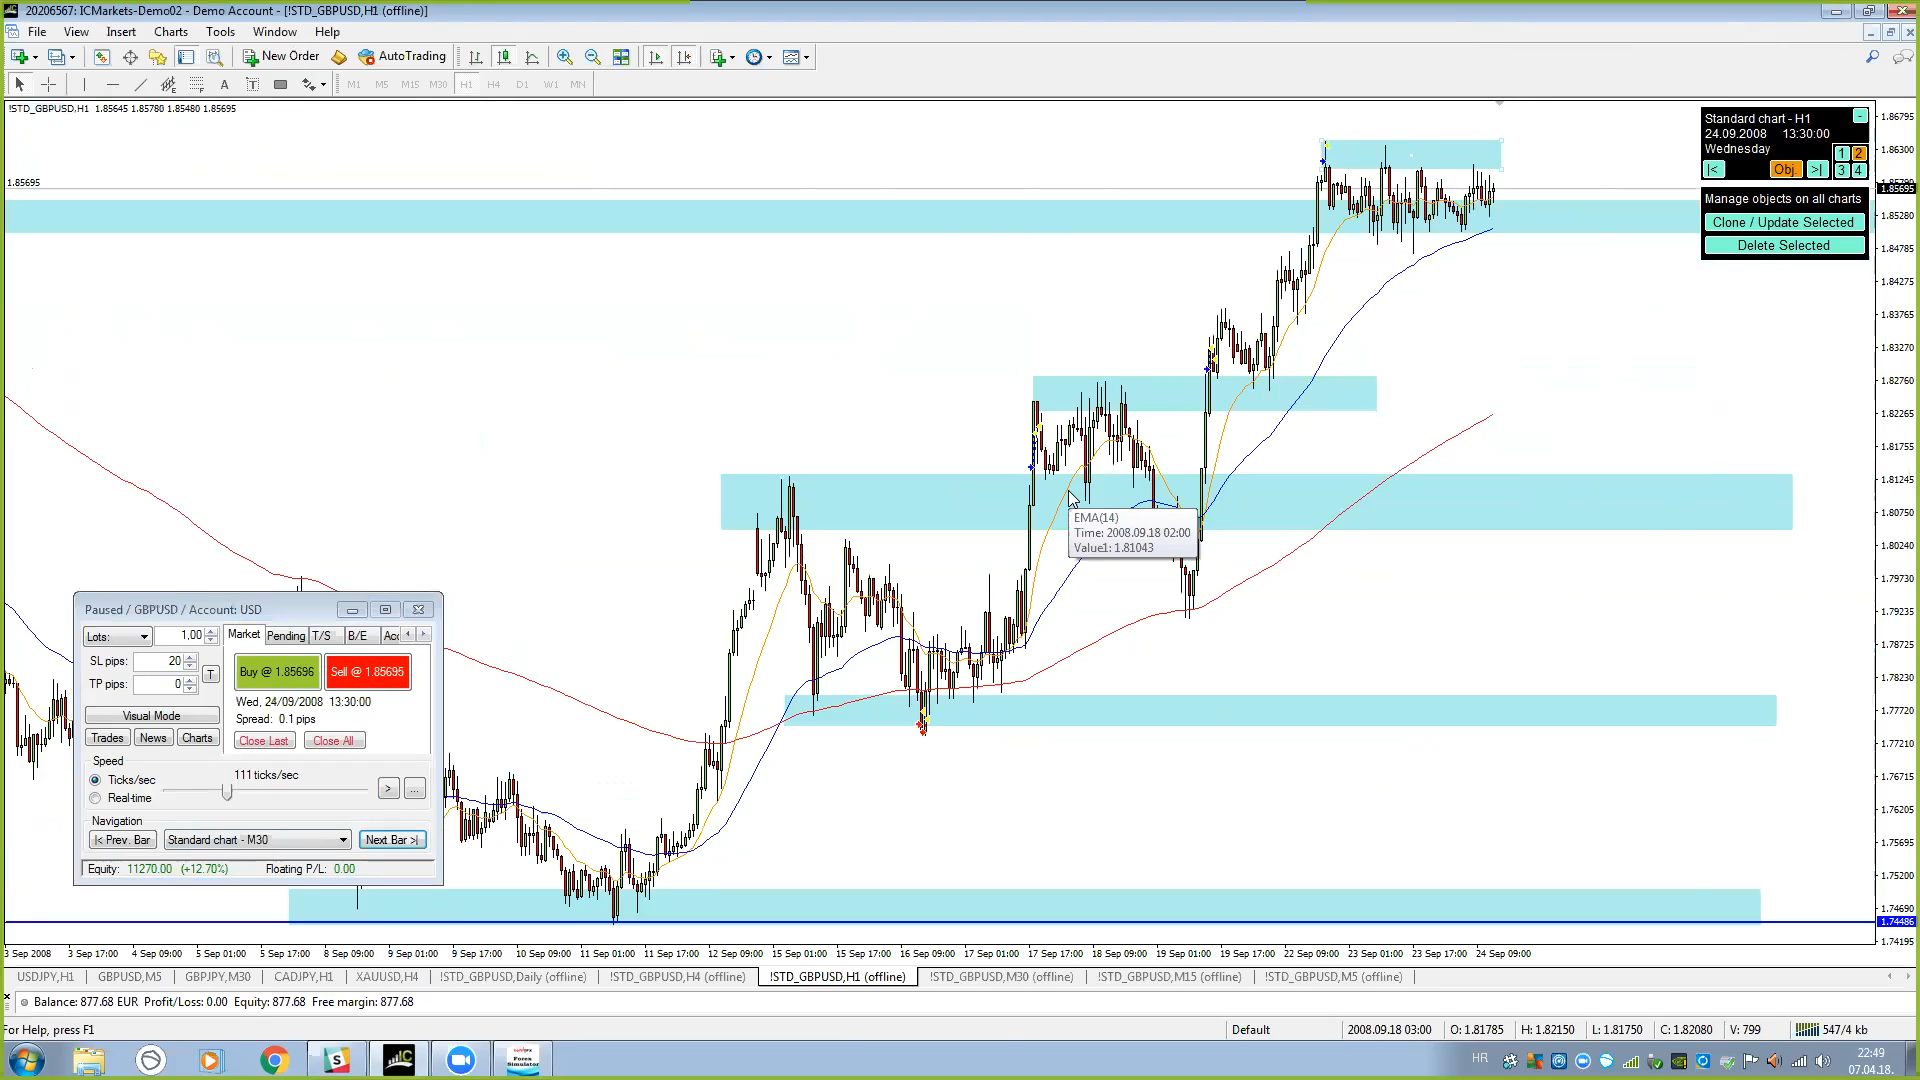 20206567: ICMarkets-Demo02 - Demo Account - [!STD_GBPUSD,H1 (offline)]
File View Insert Charts Tools Window Help
New Order AutoTrading
A T M1 M5 M15 M30 H1 H4 D1 W1 MN
!STD_GBPUSD,H1 1.85645 1.85780 1.85480 1.85695
1.85695
Standard chart - H1
24.09.2008 13:30:00
Wednesday
-
1 2
|< Obj. >| 3 4
Manage objects on all charts
Clone / Update Selected
Delete Selected
1.86795
1.86300
1.85790
1.85695
1.85280
1.84785
1.84275
1.83765
1.83270
1.82760
1.82265
1.81755
1.81245
1.80750
1.80240
1.79730
1.79235
1.78725
1.78230
1.77720
1.77210
1.76715
1.76205
1.75695
1.75200
1.74690
1.74486
1.74195
EMA(14)
Time: 2008.09.18 02:00
Value1: 1.81043
Paused / GBPUSD / Account: USD
Lots: 1,00 Market Pending T/S B/E Acc
SL pips: 20
TP pips: 0
T
Buy @ 1.85696 Sell @ 1.85695
Wed, 24/09/2008 13:30:00
Visual Mode
Spread: 0.1 pips
Trades News Charts
Close Last Close All
Speed
Ticks/sec
111 ticks/sec
Real-time
> ...
Navigation
|< Prev. Bar Standard chart - M30 Next Bar >|
Equity: 11270.00 (+12.70%) Floating P/L: 0.00
3 Sep 2008 3 Sep 17:00 4 Sep 09:00 5 Sep 01:00 5 Sep 17:00 8 Sep 09:00 9 Sep 01:00 9 Sep 17:00 10 Sep 09:00 11 Sep 01:00 11 Sep 17:00 12 Sep 09:00 15 Sep 01:00 15 Sep 17:00 16 Sep 09:00 17 Sep 01:00 17 Sep 17:00 18 Sep 09:00 19 Sep 01:00 19 Sep 17:00 22 Sep 09:00 23 Sep 01:00 23 Sep 17:00 24 Sep 09:00
USDJPY,H1 GBPUSD,M5 GBPJPY,M30 CADJPY,H1 XAUUSD,H4 !STD_GBPUSD,Daily (offline) !STD_GBPUSD,H4 (offline) !STD_GBPUSD,H1 (offline) !STD_GBPUSD,M30 (offline) !STD_GBPUSD,M15 (offline) !STD_GBPUSD,M5 (offline)
Balance: 877.68 EUR Profit/Loss: 0.00 Equity: 877.68 Free margin: 877.68
For Help, press F1 Default 2008.09.18 03:00 O: 1.81785 H: 1.82150 L: 1.81750 C: 1.82080 V: 799 547/4 kb
Forex
Simulator
HR
22:49
07.04.18.